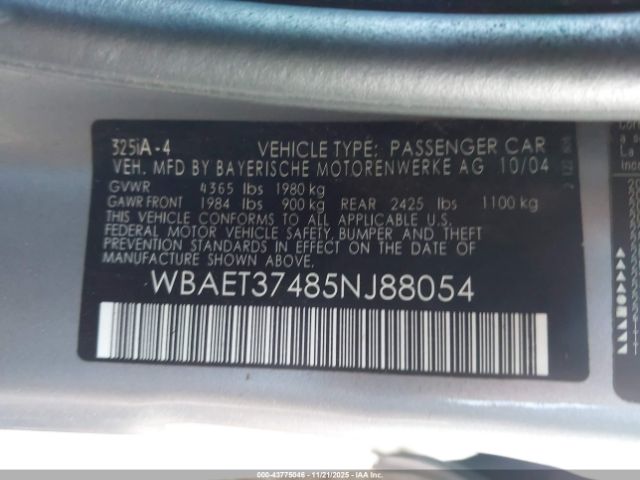 325iA-4 VEHICLE TYPE: PASSENGER CAR
VEH. MFD BY BAYERISCHE MOTORENWERKE AG 10/04
GVWR 4365 lbs 1980 kg
GAWR FRONT 1984 lbs 900 kg REAR 2425 lbs 1100 kg
THIS VEHICLE CONFORMS TO ALL APPLICABLE U.S.
FEDERAL MOTOR VEHICLE SAFETY, BUMPER AND THEFT
PREVENTION STANDARDS IN EFFECT ON THE DATE OF
MANUFACTURE SHOWN ABOVE.
WBAET37485NJ88054
000-43775046 - 11/21/2025 - IAA Inc.